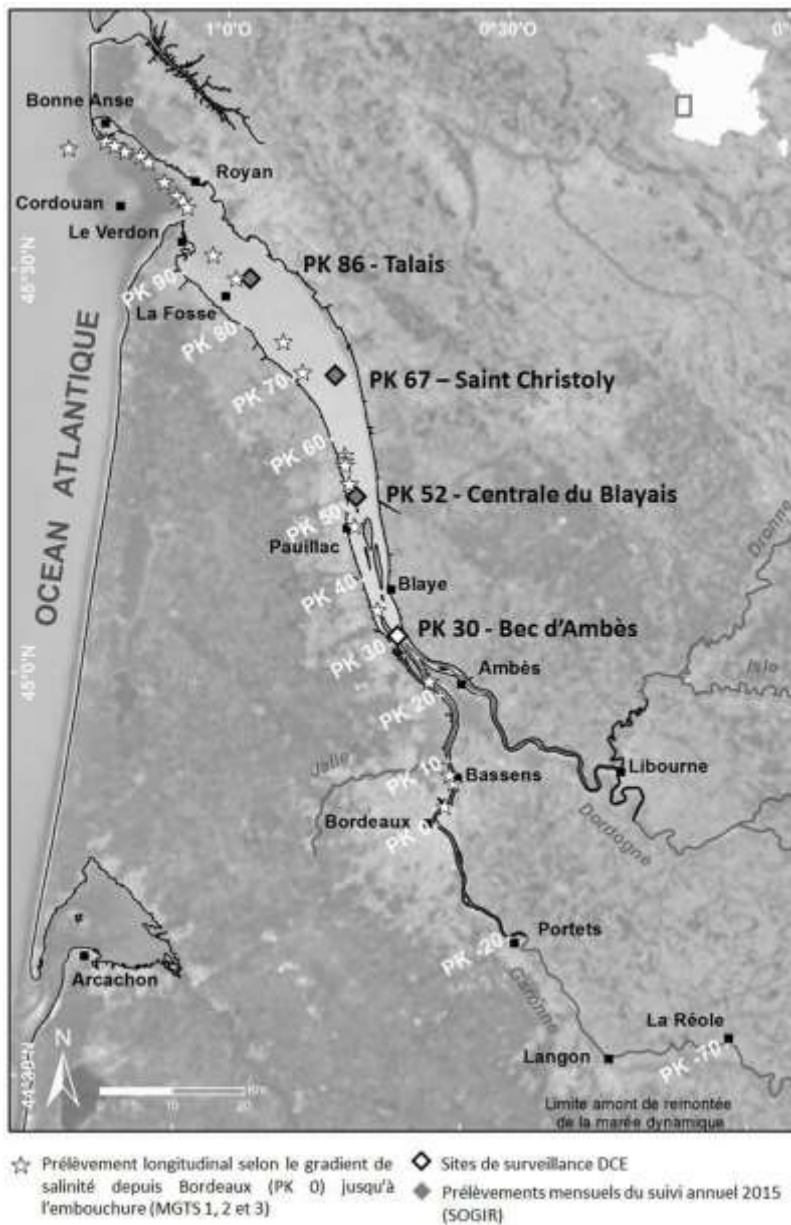 1°0'O 0°30'O 0°
Bonne Anse
Royan
Cordouan
Le Verdon
45°30'N
PK 86 - Talais
PK 90
La Fosse
PK 80
OCEAN ATLANTIQUE
PK 67 – Saint Christoly
PK 70
PK 60
PK 52 - Centrale du Blayais
PK 50
Pauillac
Dronne
PK 40
Blaye
PK 30 - Bec d'Ambès
PK 30
45°0'N
Ambès
Isle
PK 20
Jalle
PK 10
Bassens
Libourne
Bordeaux
PK 0
Dordogne
Portets
PK -20
Arcachon
Garonne
La Réole
N
Langon
PK -70
44°30'N
Km
10 20
Limite amont de remontée
de la marée dynamique
Prélèvement longitudinal selon le gradient de
salinité depuis Bordeaux (PK 0) jusqu'à
l'embouchure (MGTS 1, 2 et 3)
Sites de surveillance DCE
Prélèvements mensuels du suivi annuel 2015
(SOGIR)